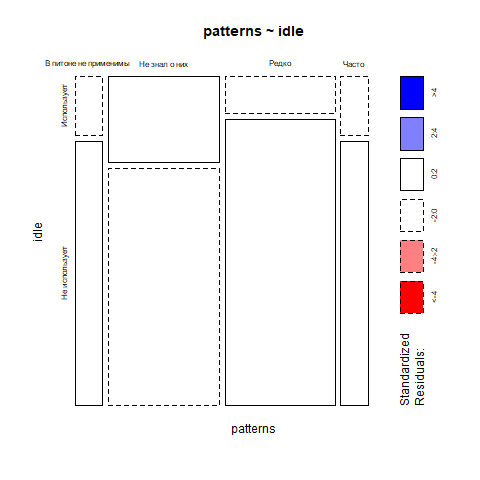 patterns ~ idle
В питоне не применимы
Не знал о них
Редко
Часто
Использует
Не использует
idle
patterns
>4
2:4
0:2
-2:0
-4:-2
<-4
Standardized
Residuals: